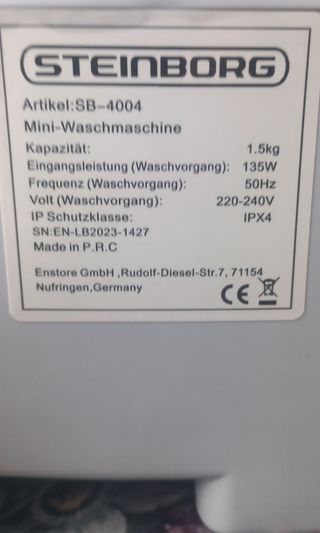 STEINBORG
Artikel:SB-4004
Mini-Waschmaschine
Kapazität: 1.5kg
Eingangsleistung (Waschvorgang): 135W
Frequenz (Waschvorgang): 50Hz
Volt (Waschvorgang): 220-240V
IP Schutzklasse: IPX4
SN:EN-LB2023-1427
Made in P.R.C
Enstore GmbH ,Rudolf-Diesel-Str.7, 71154
Nufringen,Germany
CE